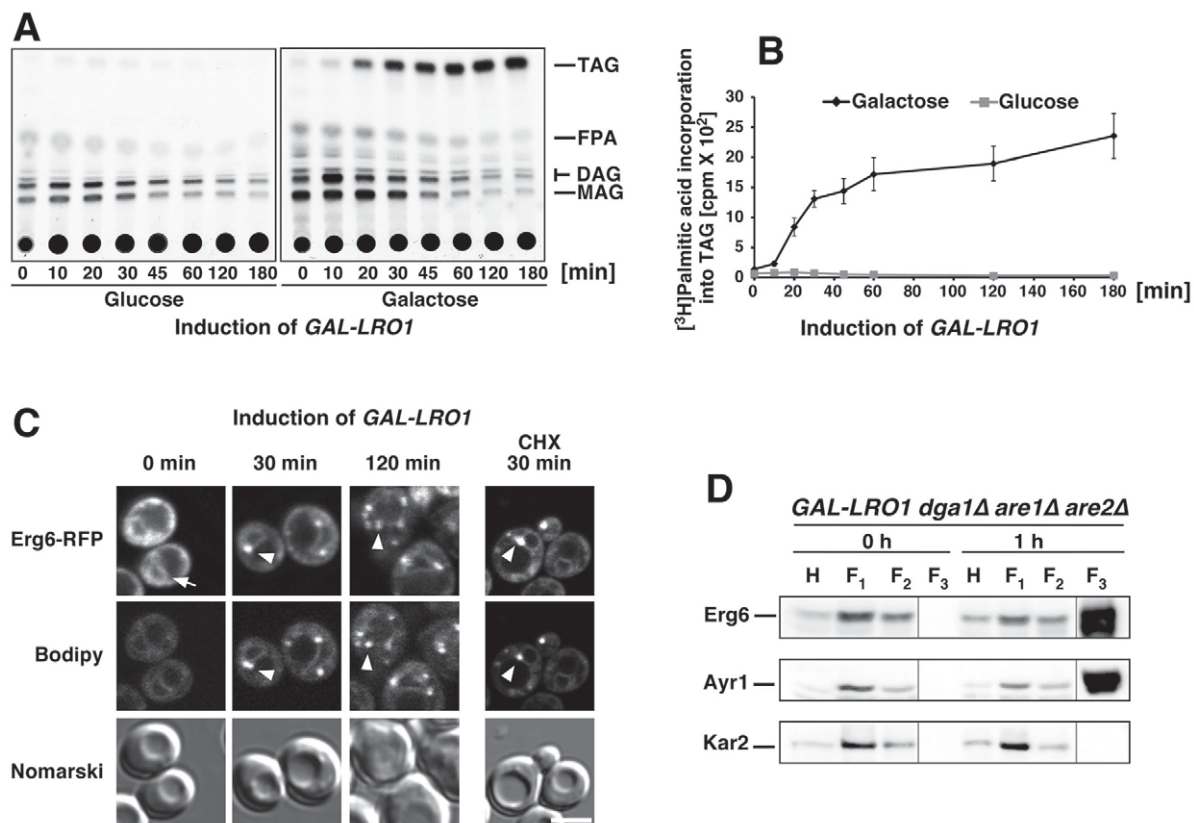 A
TAG
FPA
DAG
MAG
0 10 20 30 45 60 120 180 0 10 20 30 45 60 120 180 [min]
Glucose Galactose
Induction of GAL-LRO1
B
[³H]Palmitic acid incorporation
into TAG [cpm X 10²]
Galactose Glucose
30
25
20
15
10
5
0
0 20 40 60 80 100 120 140 160 180 [min]
Induction of GAL-LRO1
C
Induction of GAL-LRO1
CHX
0 min 30 min 120 min 30 min
Erg6-RFP
Bodipy
Nomarski
D
GAL-LRO1 dga1Δ are1Δ are2Δ
0 h 1 h
H F₁ F₂ F₃ H F₁ F₂ F₃
Erg6
Ayr1
Kar2